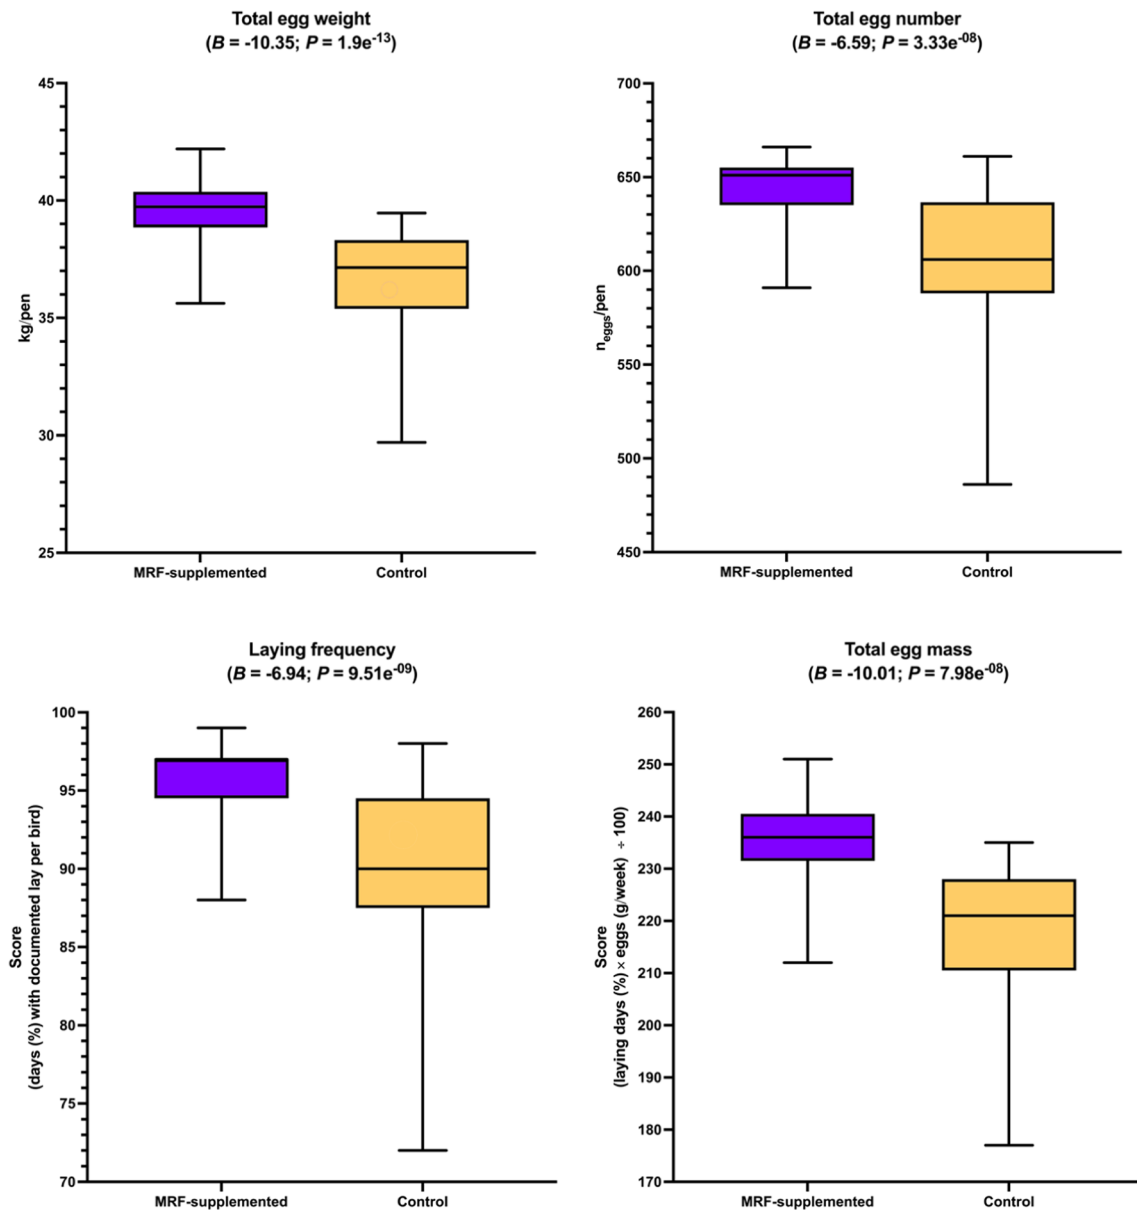 Total egg weight
(B = -10.35; P = 1.9e-13)
45
40
35
30
25
kg/pen
MRF-supplemented
Control
Total egg number
(B = -6.59; P = 3.33e-08)
700
650
600
550
500
450
neggs/pen
MRF-supplemented
Control
Laying frequency
(B = -6.94; P = 9.51e-09)
100
95
90
85
80
75
70
Score
(days (%) with documented lay per bird)
MRF-supplemented
Control
Total egg mass
(B = -10.01; P = 7.98e-08)
260
250
240
230
220
210
200
190
180
170
Score
(laying days (%) × eggs (g/week) ÷ 100)
MRF-supplemented
Control